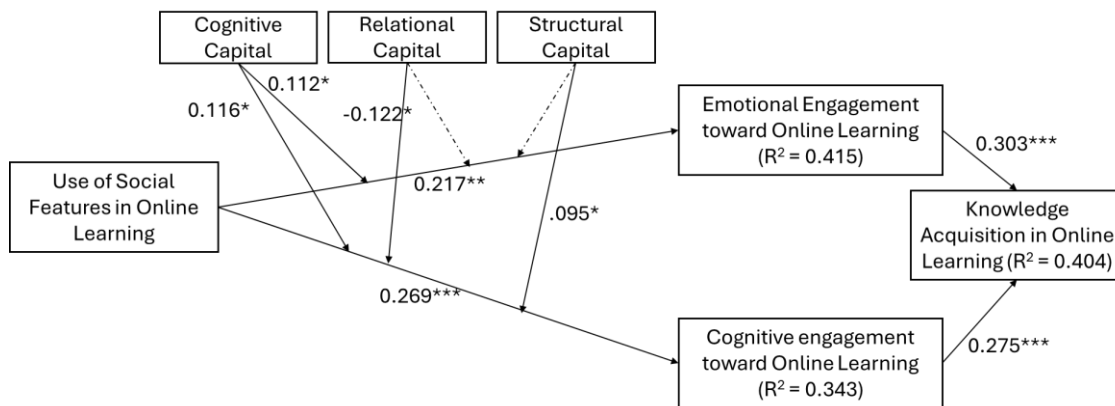 Cognitive
Capital
Relational
Capital
Structural
Capital
0.112*
0.116*
-0.122*
Emotional Engagement
toward Online Learning
(R² = 0.415)
0.303***
Use of Social
Features in Online
Learning
0.217**
.095*
Knowledge
Acquisition in Online
Learning (R² = 0.404)
0.269***
Cognitive engagement
toward Online Learning
(R² = 0.343)
0.275***